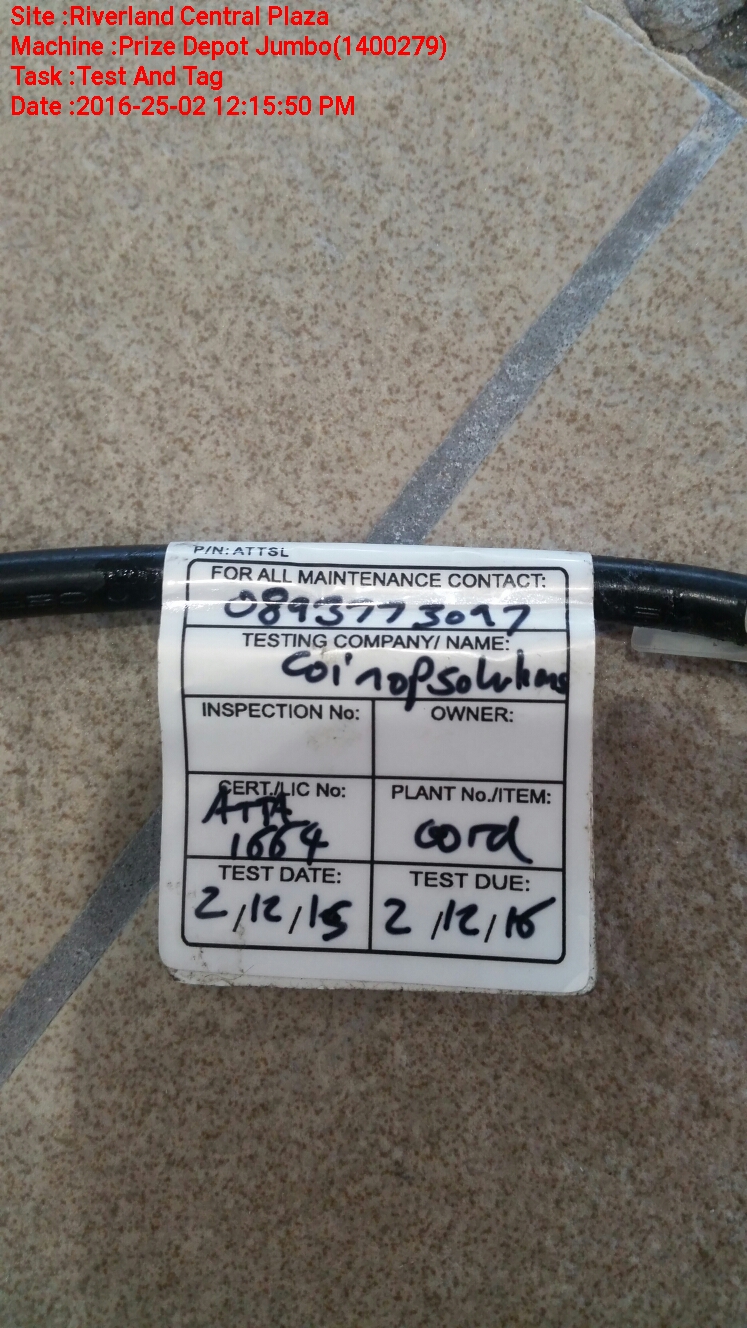 Site :Riverland Central Plaza
Machine :Prize Depot Jumbo(1400279)
Task :Test And Tag
Date :2016-25-02 12:15:50 PM
P/N: ATTSL
FOR ALL MAINTENANCE CONTACT:
0893773097
TESTING COMPANY/ NAME:
Coinopsolutions
INSPECTION No: OWNER:
CERT./LIC No: PLANT No./ITEM:
ATTA
1664 cord
TEST DATE: TEST DUE:
2/12/15 2/12/16